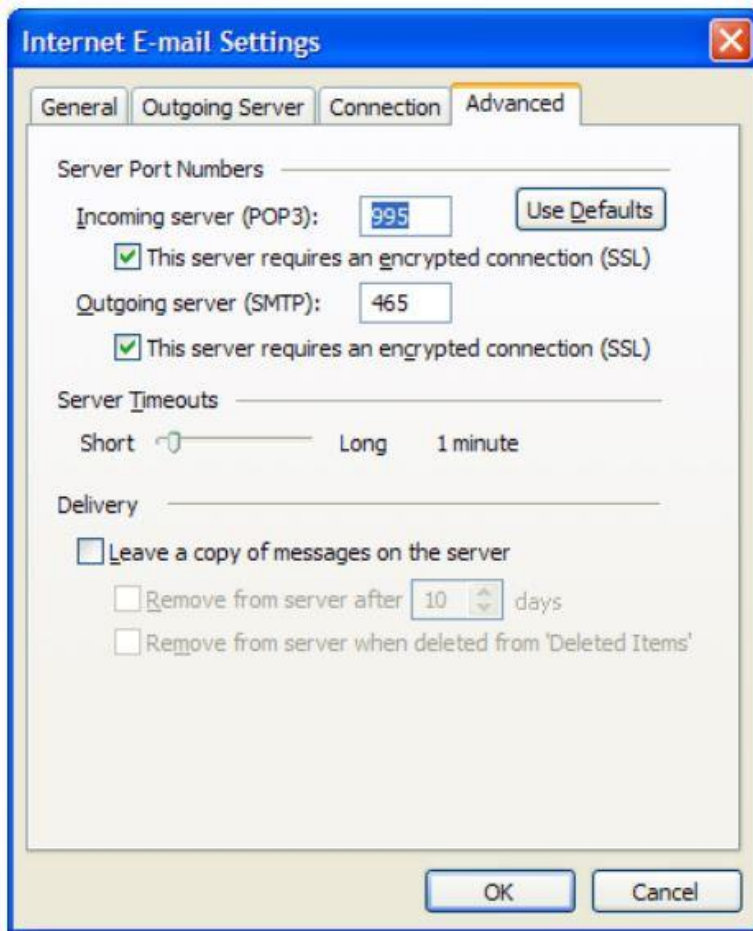 Internet E-mail Settings
General Outgoing Server Connection Advanced
Server Port Numbers
Incoming server (POP3): 995 Use Defaults
This server requires an encrypted connection (SSL)
Outgoing server (SMTP): 465
This server requires an encrypted connection (SSL)
Server Timeouts
Short Long 1 minute
Delivery
Leave a copy of messages on the server
Remove from server after 10 days
Remove from server when deleted from 'Deleted Items'
OK Cancel